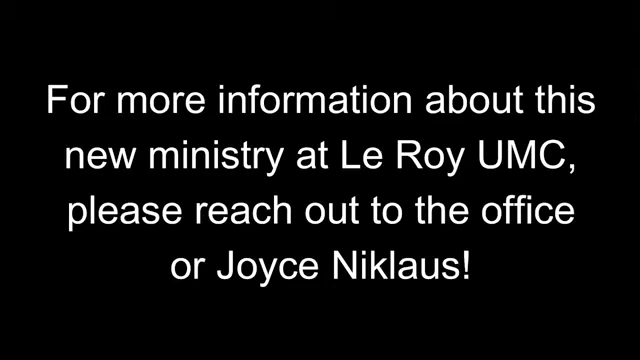 For more information about this
new ministry at Le Roy UMC,
please reach out to the office
or Joyce Niklaus!